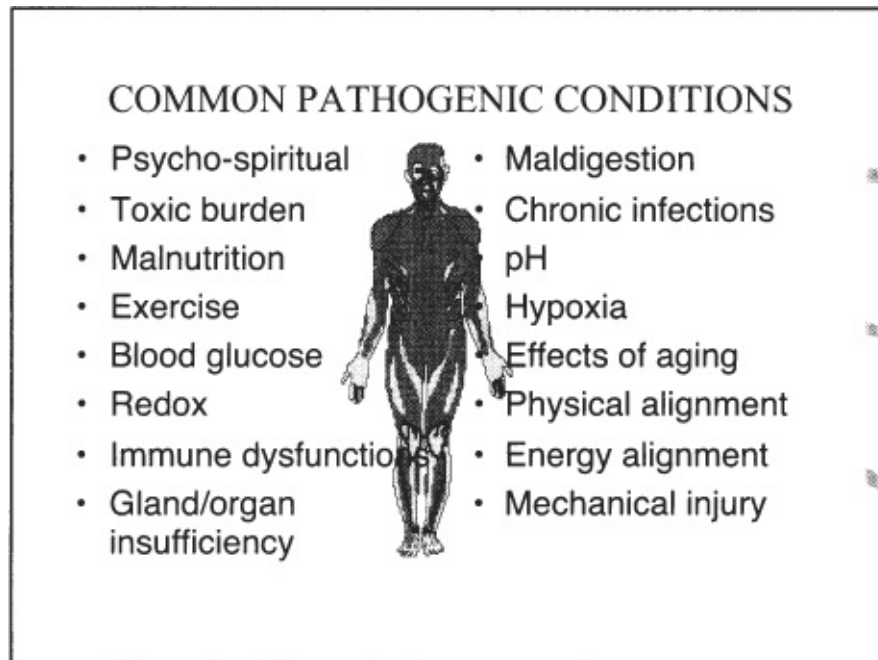 COMMON PATHOGENIC CONDITIONS
• Psycho-spiritual
• Toxic burden
• Malnutrition
• Exercise
• Blood glucose
• Redox
• Immune dysfunctions
• Gland/organ
insufficiency
• Maldigestion
• Chronic infections
• pH
• Hypoxia
• Effects of aging
• Physical alignment
• Energy alignment
• Mechanical injury